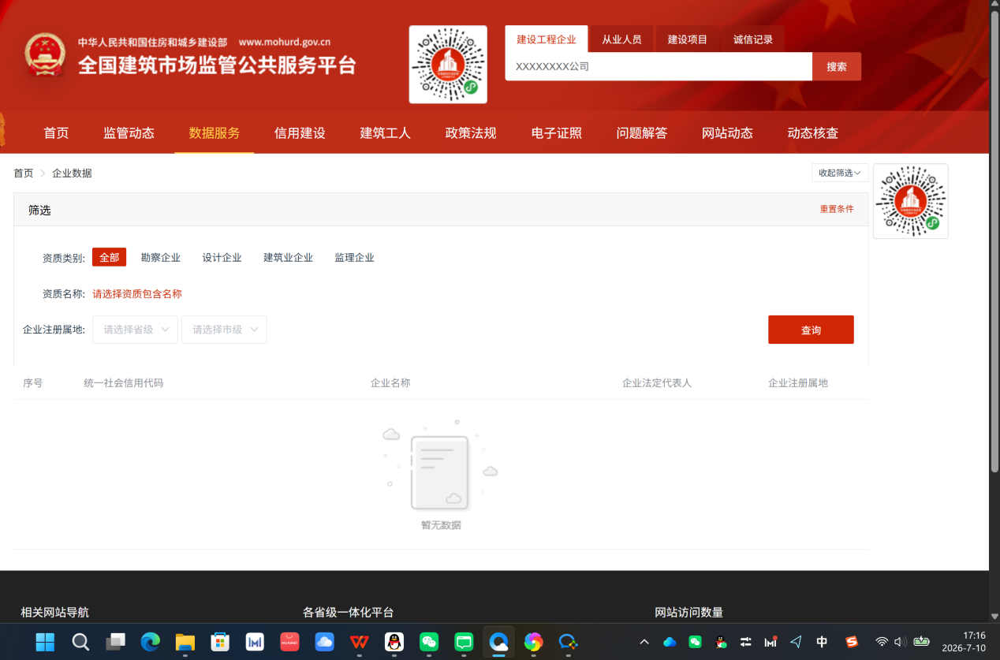 中华人民共和国住房和城乡建设部 www.mohurd.gov.cn
全国建筑市场监管公共服务平台
建设工程企业 从业人员 建设项目 诚信记录
XXXXXXXX公司 搜索
首页 监管动态 数据服务 信用建设 建筑工人 政策法规 电子证照 问题解答 网站动态 动态核查
首页 > 企业数据 收起筛选
筛选 重置条件
资质类别: 全部 勘察企业 设计企业 建筑业企业 监理企业
资质名称: 请选择资质包含名称
企业注册属地: 请选择省级 请选择市级 查询
序号 统一社会信用代码 企业名称 企业法定代表人 企业注册属地
暂无数据
相关网站导航 各省级一体化平台 网站访问数量
HUAWEI
中
17:16
2026-7-10